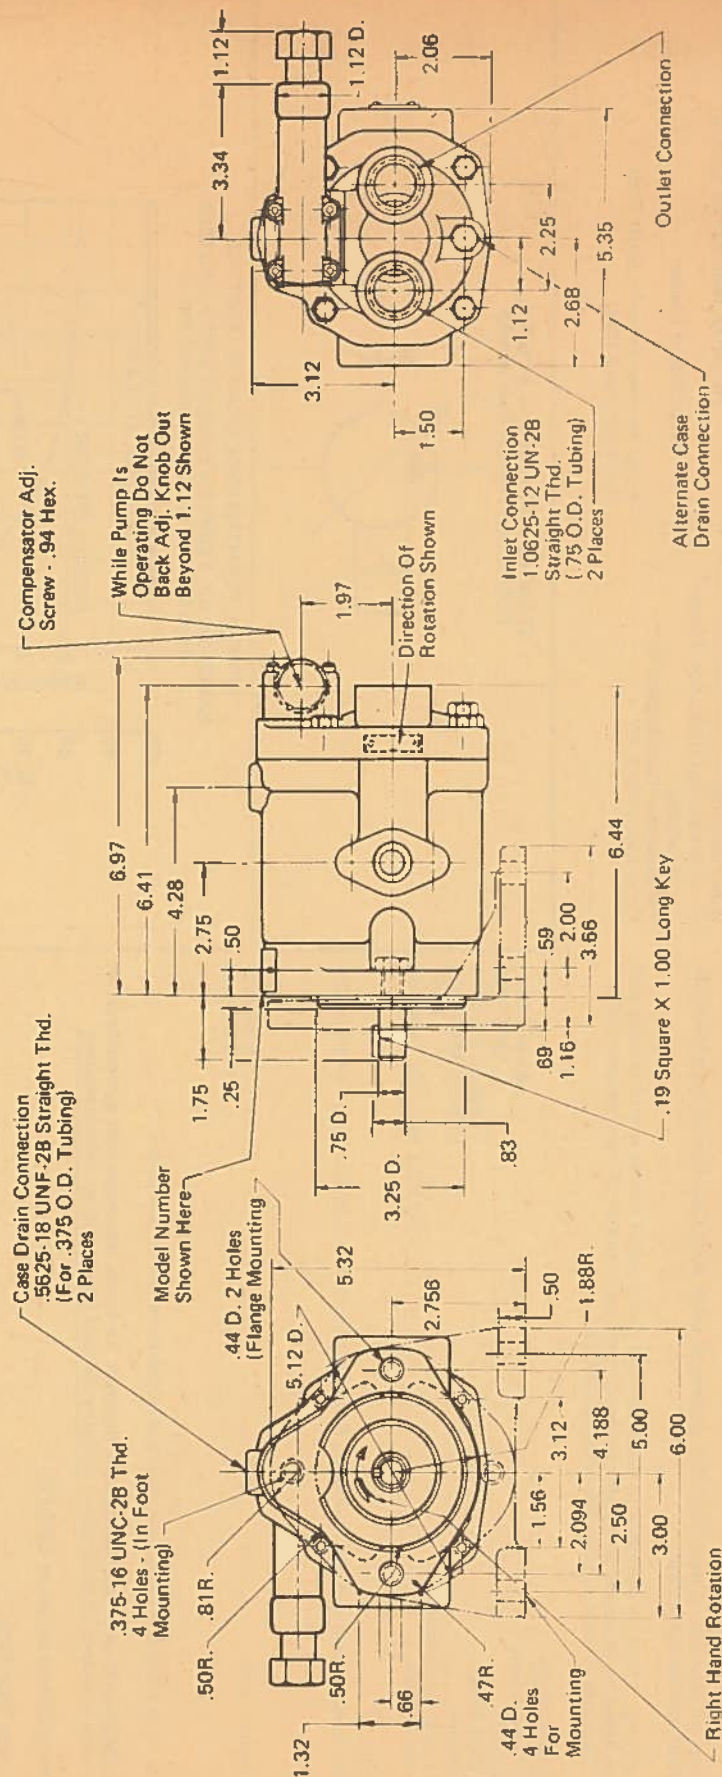 Case Drain Connection
.5625-18 UNF-2B Straight Thd.
(For .375 O.D. Tubing)
2 Places
.375-16 UNC-2B Thd.
4 Holes - (In Foot
Mounting)
.50R.
.81R.
.50R.
1.32
.66
.47R.
.44 D.
4 Holes
For
Mounting
Right Hand Rotation
Model Number
Shown Here
.44 D. 2 Holes
(Flange Mounting)
5.12 D.
5.32
2.756
.50
1.88R.
1.56
3.12
2.094
4.188
2.50
5.00
3.00
6.00
Compensator Adj.
Screw - .94 Hex.
While Pump Is
Operating Do Not
Back Adj. Knob Out
Beyond 1.12 Shown
6.97
6.41
4.28
2.75
.50
1.75
.25
.75 D.
3.25 D.
.83
1.97
Direction Of
Rotation Shown
.69
.59
1.16
2.00
3.66
6.44
.19 Square X 1.00 Long Key
1.12
3.34
1.12 D.
2.06
3.12
1.50
1.12
2.25
2.68
5.35
Inlet Connection
1.0625-12 UN-2B
Straight Thd.
(.75 O.D. Tubing)
2 Places
Alternate Case
Drain Connection
Outlet Connection